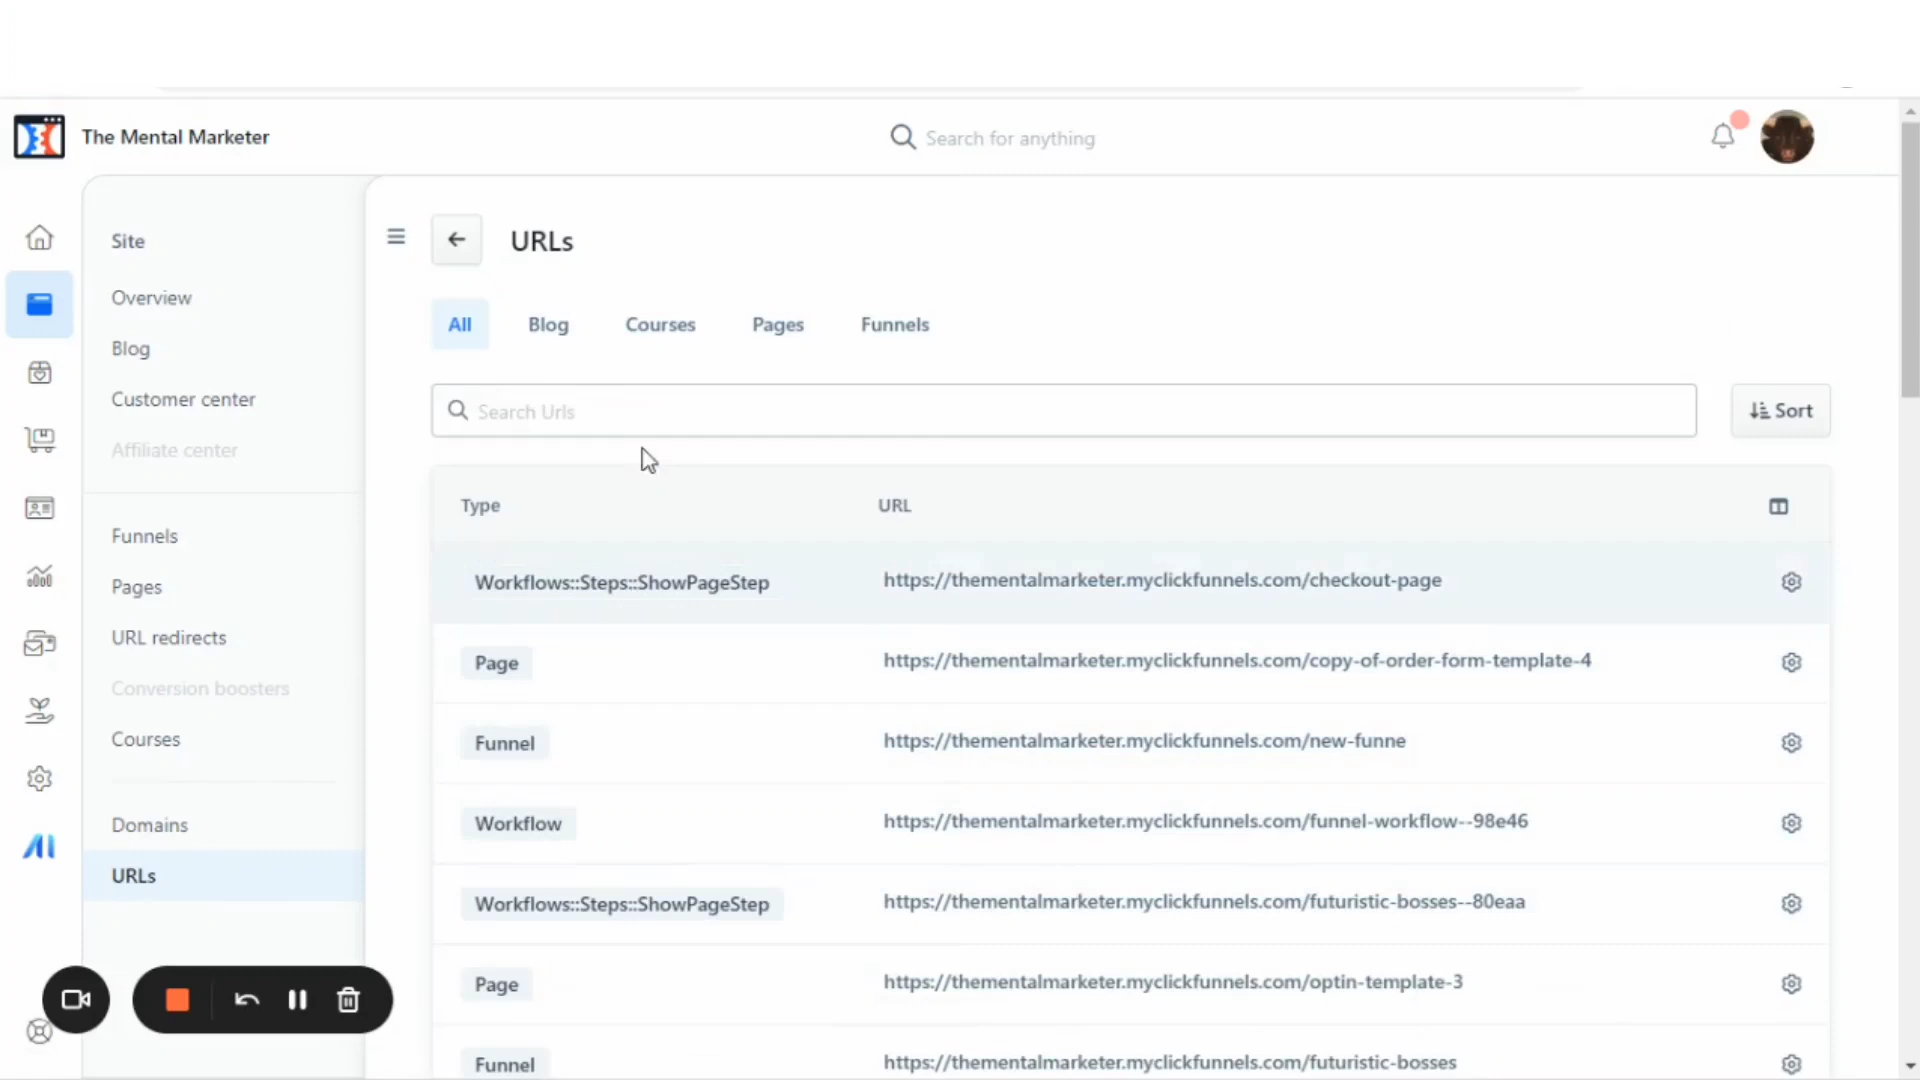 The Mental Marketer
Search for anything
Site
Overview
Blog
Customer center
Affiliate center
Funnels
Pages
URL redirects
Conversion boosters
Courses
Domains
URLs
URLs
All
Blog
Courses
Pages
Funnels
Search Urls
Sort
Type
URL
Workflows::Steps::ShowPageStep
https://thementalmarketer.myclickfunnels.com/checkout-page
Page
https://thementalmarketer.myclickfunnels.com/copy-of-order-form-template-4
Funnel
https://thementalmarketer.myclickfunnels.com/new-funne
Workflow
https://thementalmarketer.myclickfunnels.com/funnel-workflow--98e46
Workflows::Steps::ShowPageStep
https://thementalmarketer.myclickfunnels.com/futuristic-bosses--80eaa
Page
https://thementalmarketer.myclickfunnels.com/optin-template-3
Funnel
https://thementalmarketer.myclickfunnels.com/futuristic-bosses